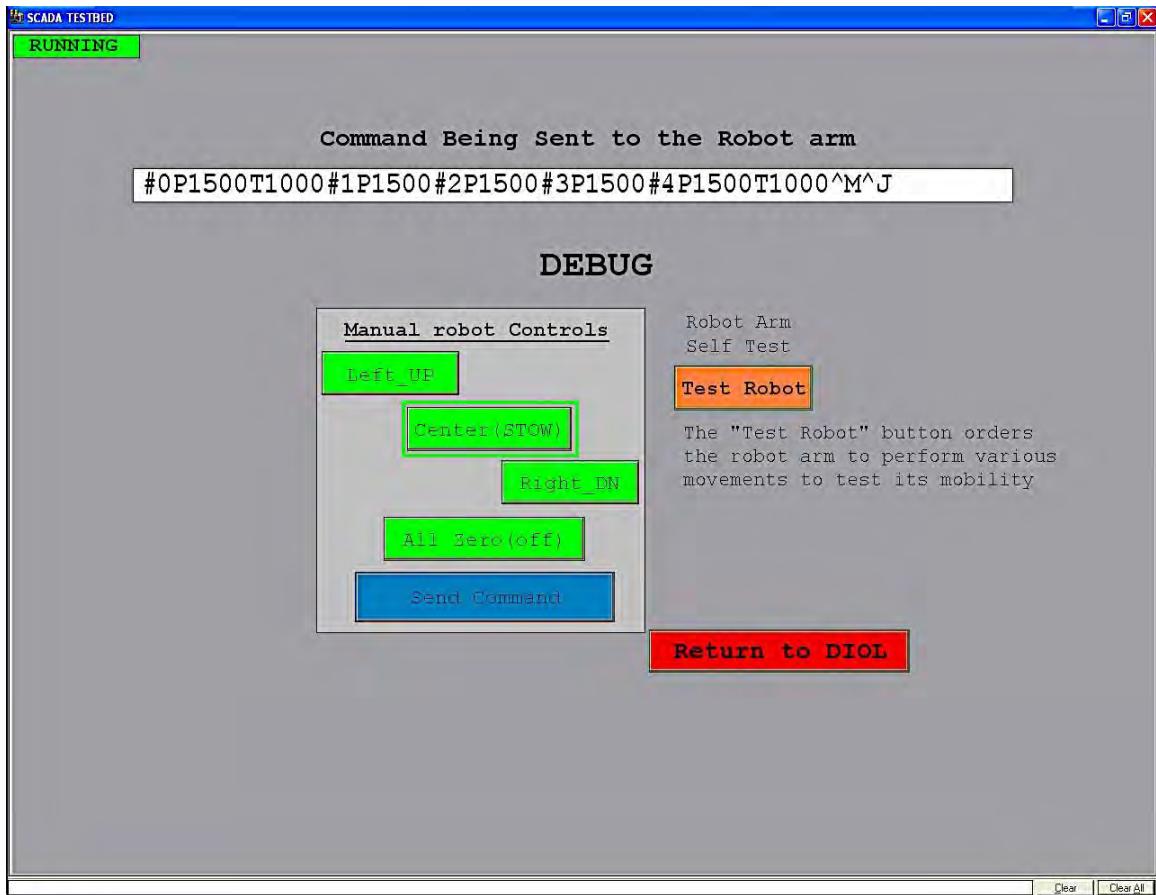 SCADA TESTBED
RUNNING
Command Being Sent to the Robot arm
#0P1500T1000#1P1500#2P1500#3P1500#4P1500T1000^M^J
DEBUG
Manual robot Controls
Left_UP
Center(STOW)
Right_DN
All Zero(off)
Send Command
Robot Arm
Self Test
Test Robot
The "Test Robot" button orders
the robot arm to perform various
movements to test its mobility
Return to DIOL
Clear
Clear All